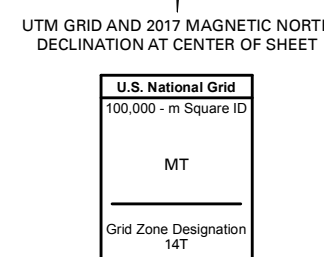 UTM GRID AND 2017 MAGNETIC NORTH
DECLINATION AT CENTER OF SHEET
U.S. National Grid
100,000 - m Square ID
MT
Grid Zone Designation
14T